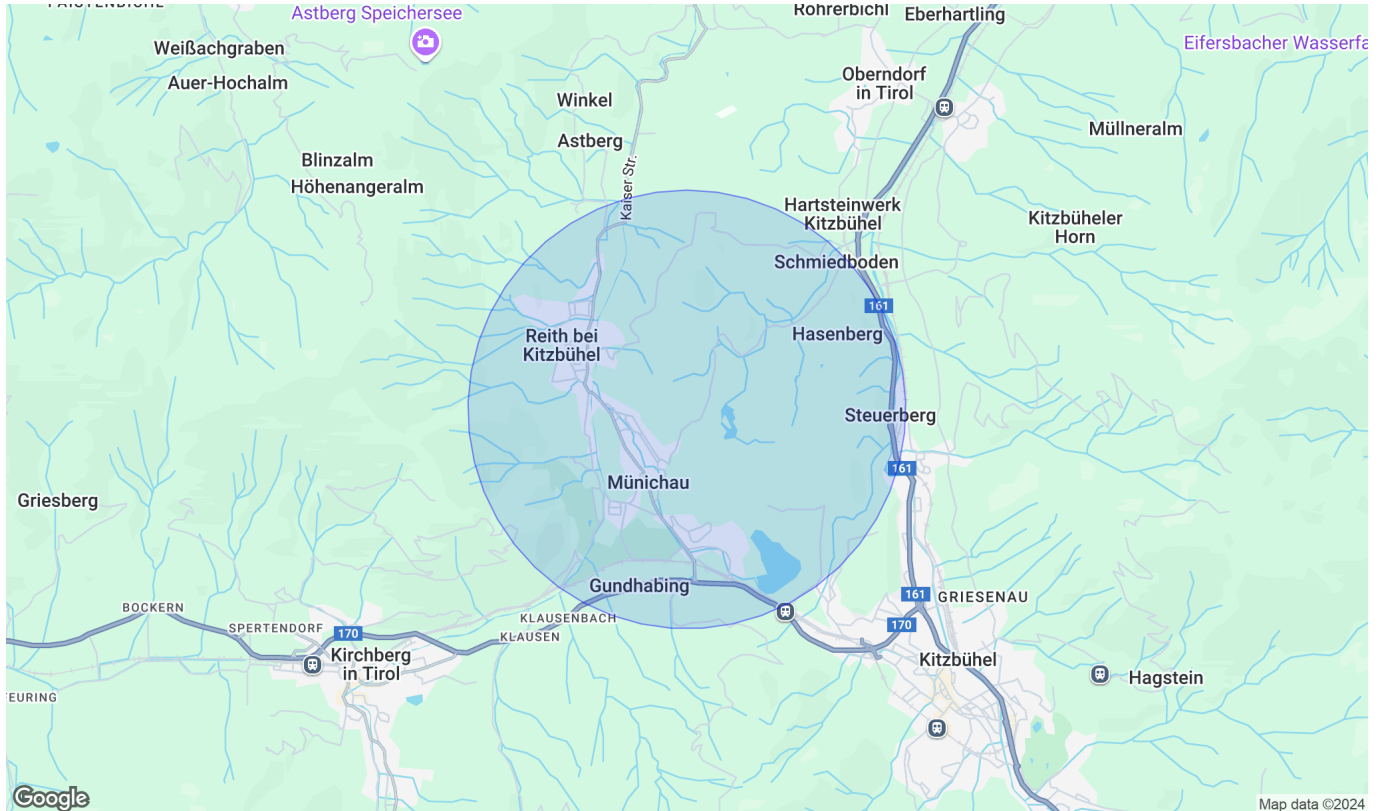 Astberg Speichersee
Rohrerbichl
Eberhartling
Weißachgraben
Eifersbacher Wasserfa
Auer-Hochalm
Oberndorf
in Tirol
Winkel
Müllneralm
Astberg
Blinzalm
Höhenangeralm
Kaiser Str.
Hartsteinwerk
Kitzbühel
Kitzbüheler
Horn
Schmiedboden
161
Reith bei
Kitzbühel
Hasenberg
Steuerberg
161
Münichau
Griesberg
Gundhabing
161
GRIESENAU
BOCKERN
KLAUSENBACH
SPERTENDORF
170
KLAUSEN
170
Kirchberg
in Tirol
Kitzbühel
Hagstein
TEURING
Google
Map data ©2024